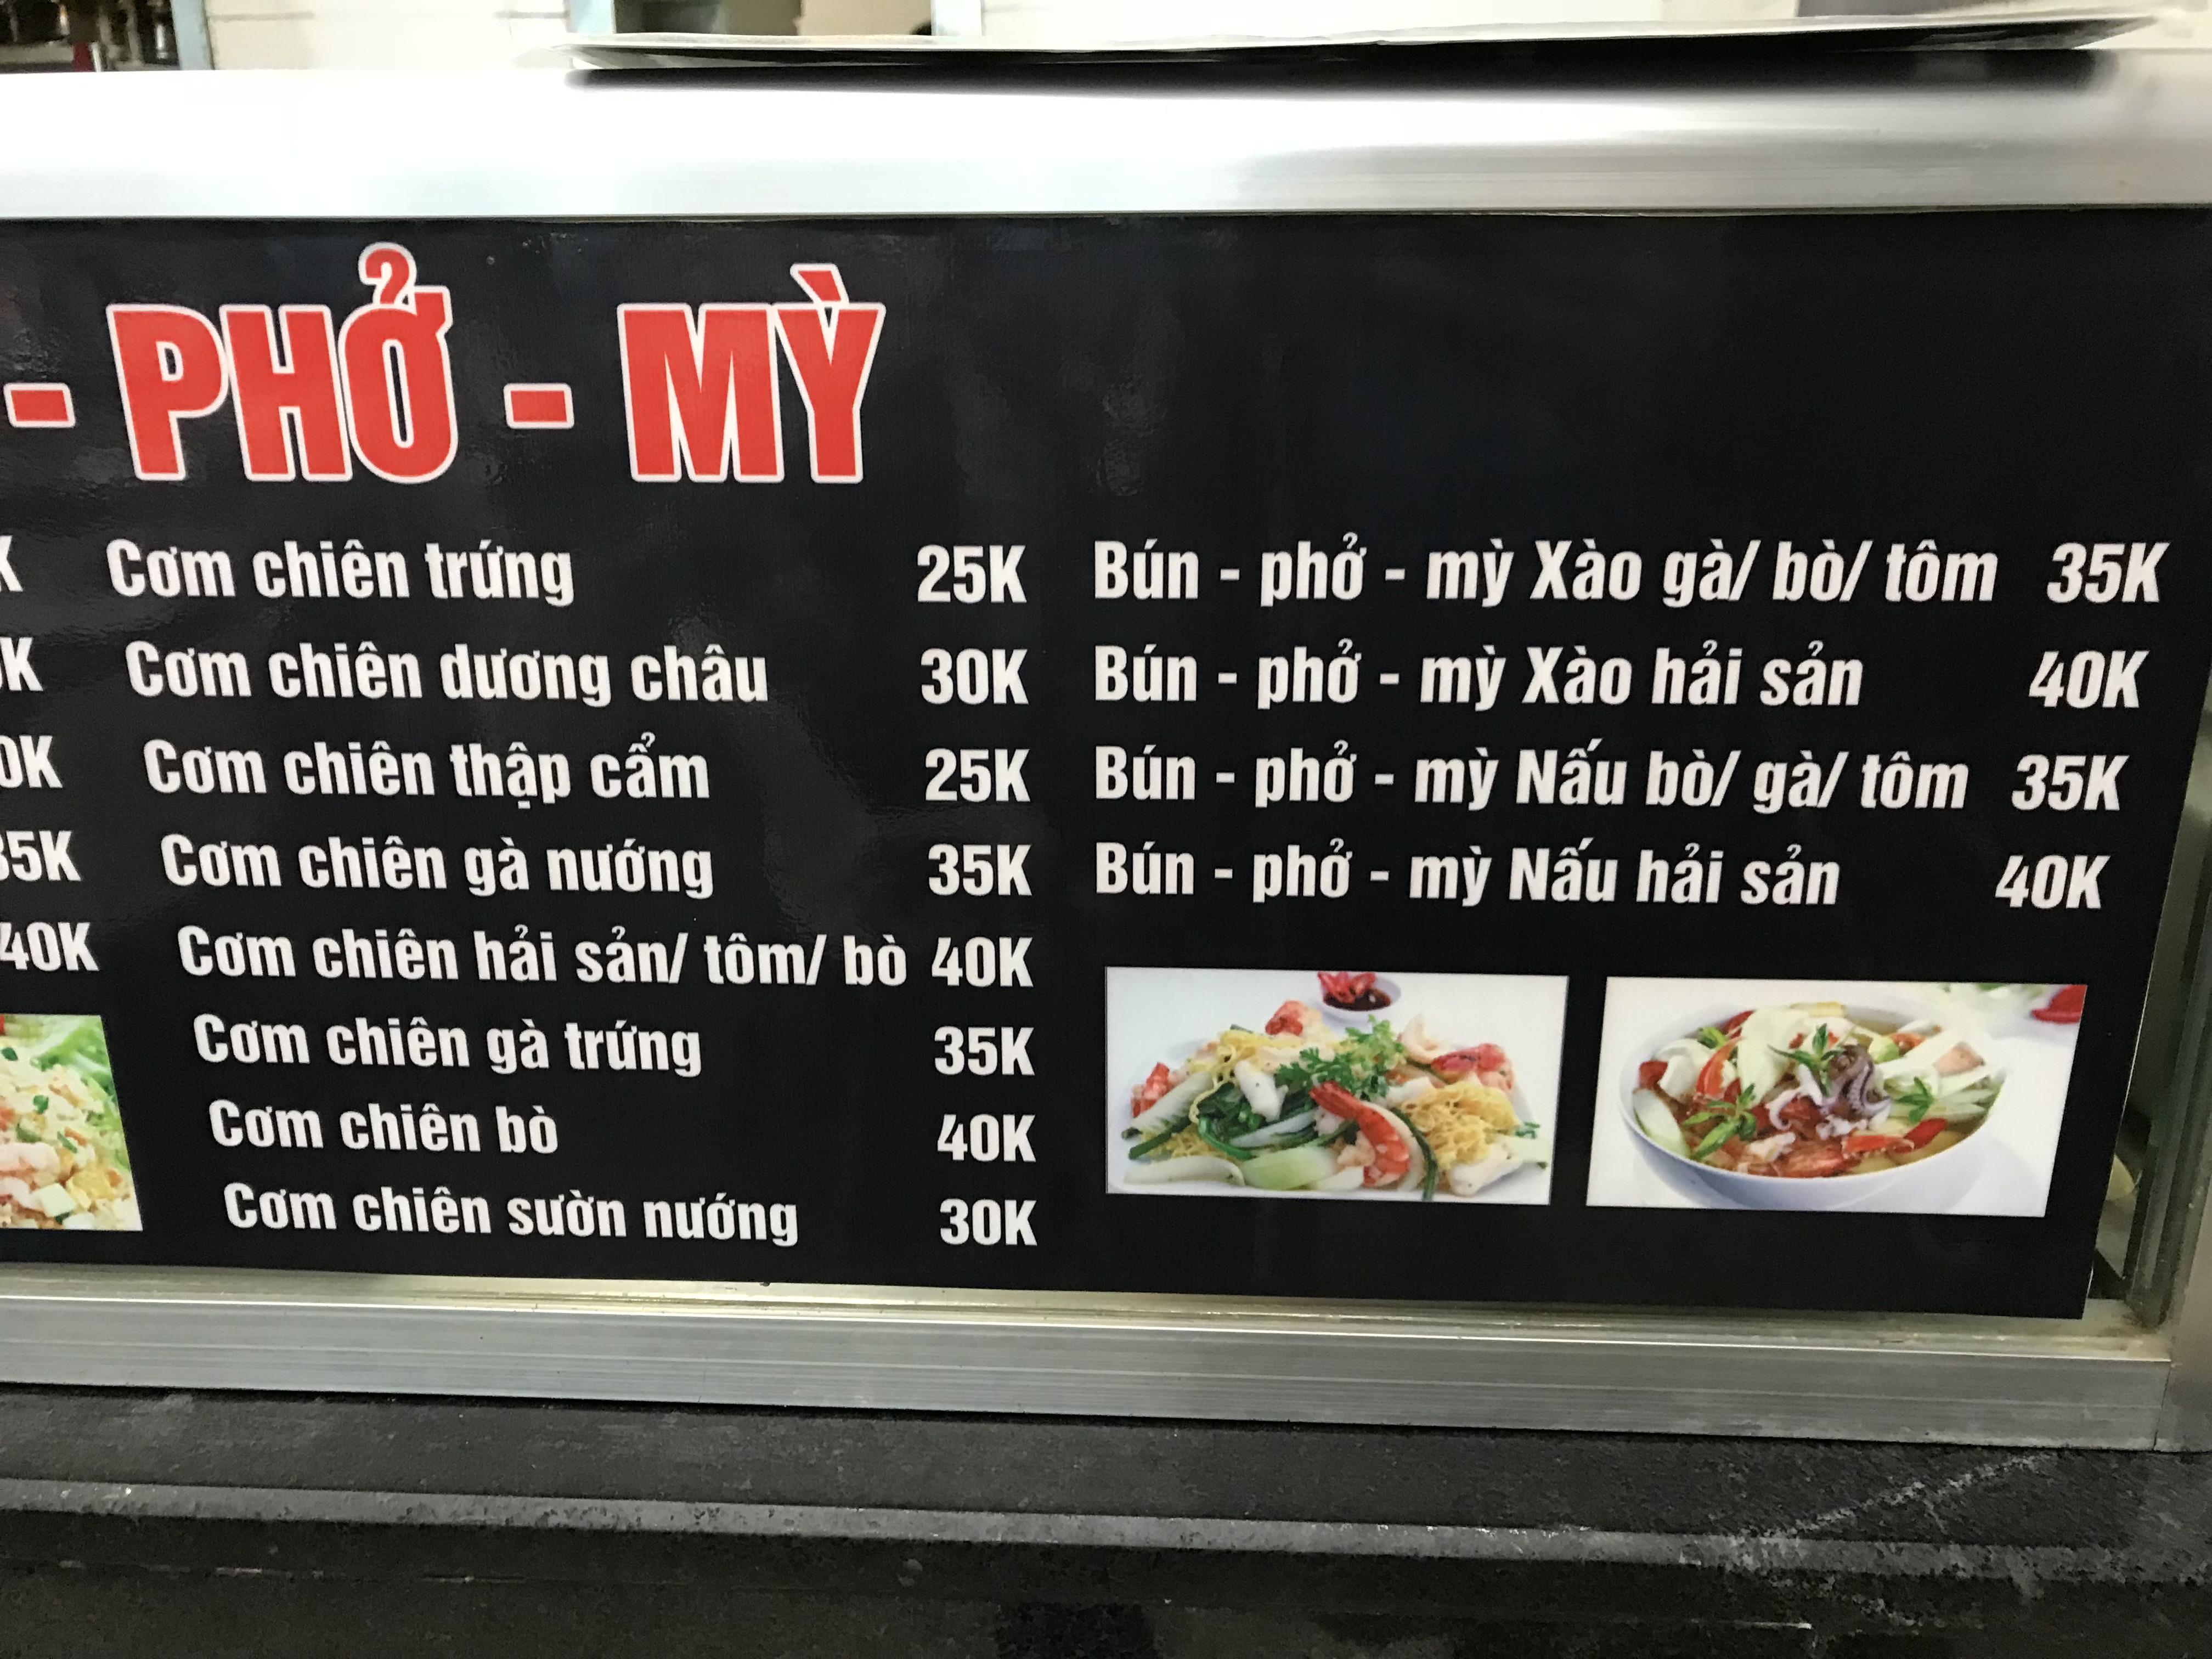 - PHỞ - MỲ
K Cơm chiên trứng 25K Bún - phở - mỳ Xào gà/ bò/ tôm 35K
K Cơm chiên dương châu 30K Bún - phở - mỳ Xào hải sản 40K
0K Cơm chiên thập cẩm 25K Bún - phở - mỳ Nấu bò/ gà/ tôm 35K
35K Cơm chiên gà nướng 35K Bún - phở - mỳ Nấu hải sản 40K
40K Cơm chiên hải sản/ tôm/ bò 40K
Cơm chiên gà trứng 35K
Cơm chiên bò 40K
Cơm chiên sườn nướng 30K